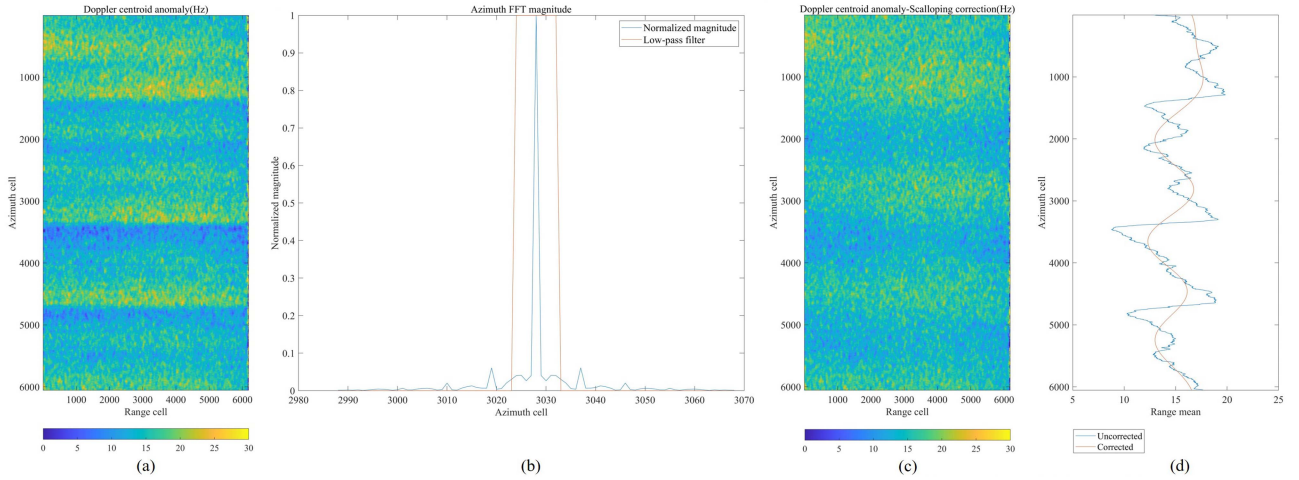 Doppler centroid anomaly(Hz)
1000
2000
3000
4000
5000
6000
Azimuth cell
1000 2000 3000 4000 5000 6000
Range cell
0 5 10 15 20 25 30
(a)
Azimuth FFT magnitude
Normalized magnitude
Low-pass filter
1
0.9
0.8
0.7
0.6
0.5
0.4
0.3
0.2
0.1
0
Normalized magnitude
2980 2990 3000 3010 3020 3030 3040 3050 3060 3070
Azimuth cell
(b)
Doppler centroid anomaly-Scalloping correction(Hz)
1000
2000
3000
4000
5000
6000
Azimuth cell
1000 2000 3000 4000 5000 6000
Range cell
0 5 10 15 20 25 30
(c)
1000
2000
3000
4000
5000
6000
Azimuth cell
5 10 15 20 25
Range mean
Uncorrected
Corrected
(d)